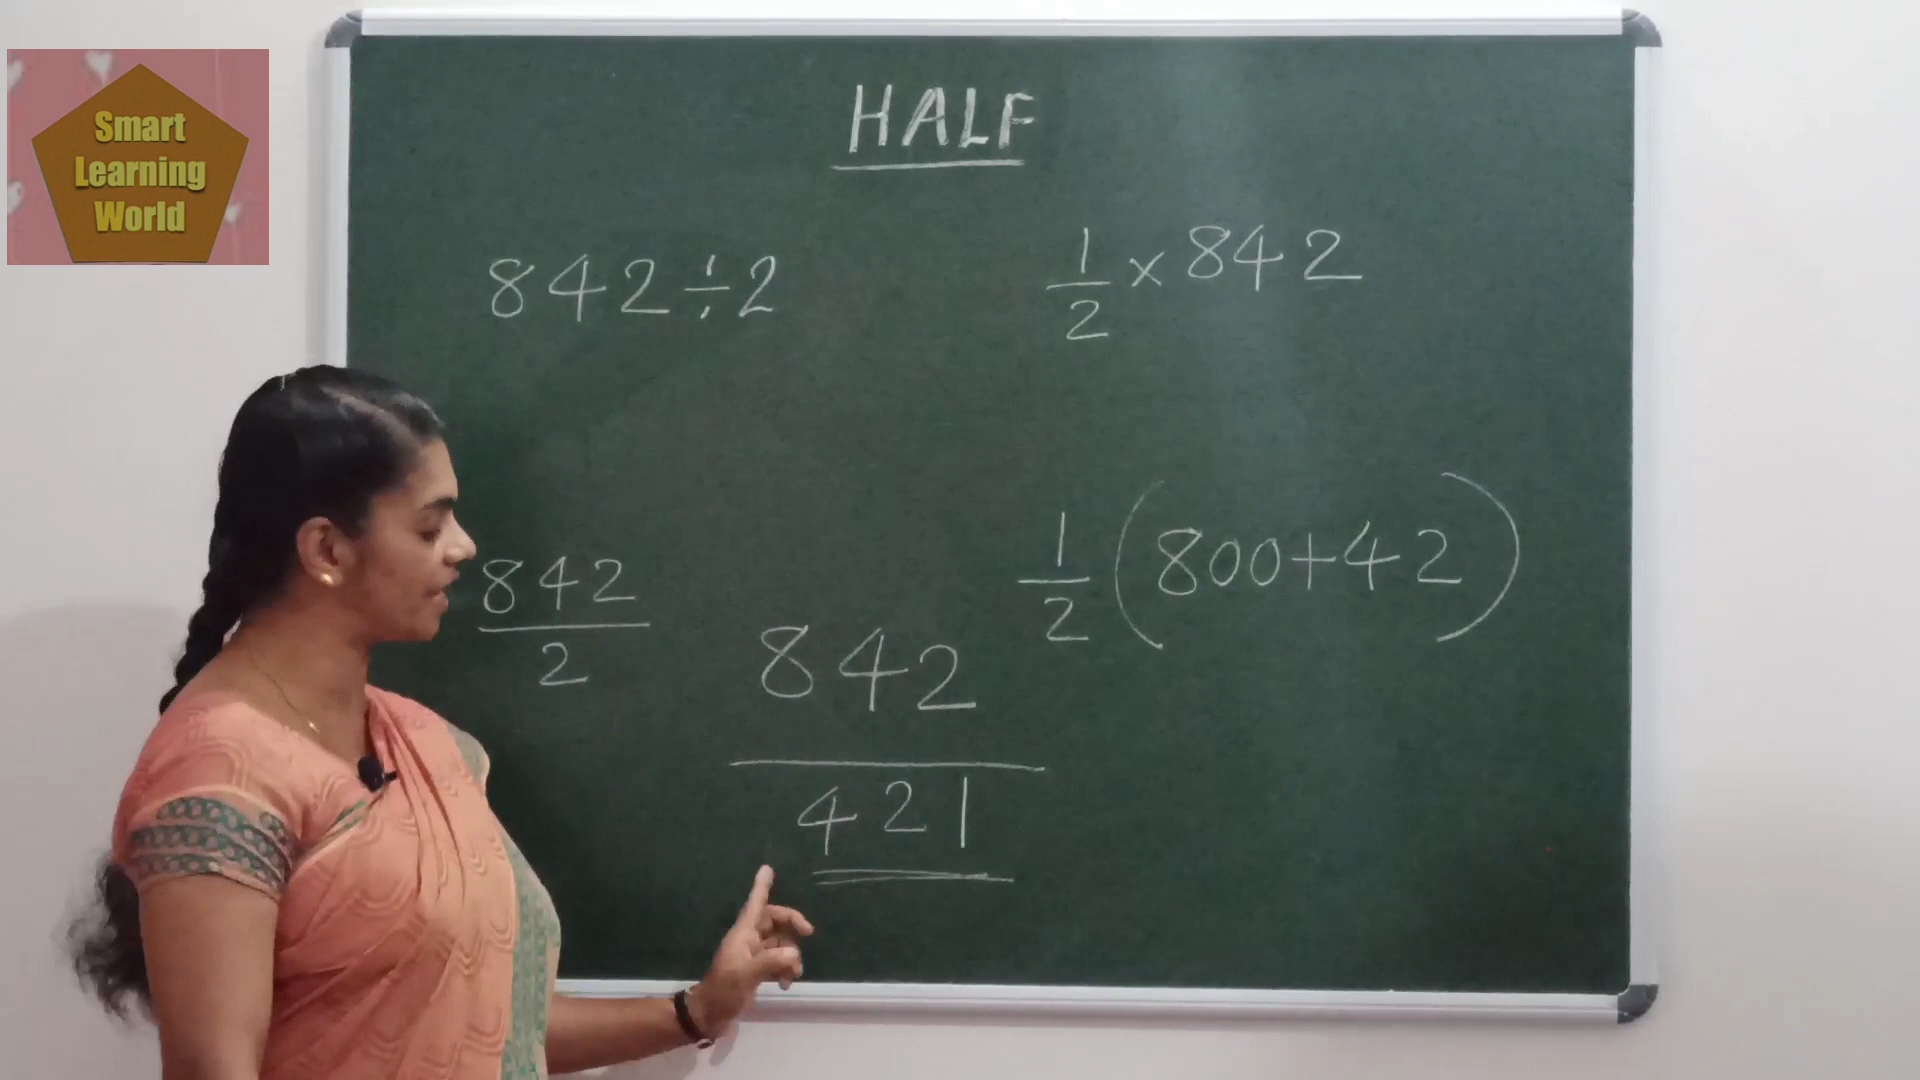 Smart
Learning
World
HALF
842÷2
1/2 × 842
842/2
1/2 (800+42)
842
421